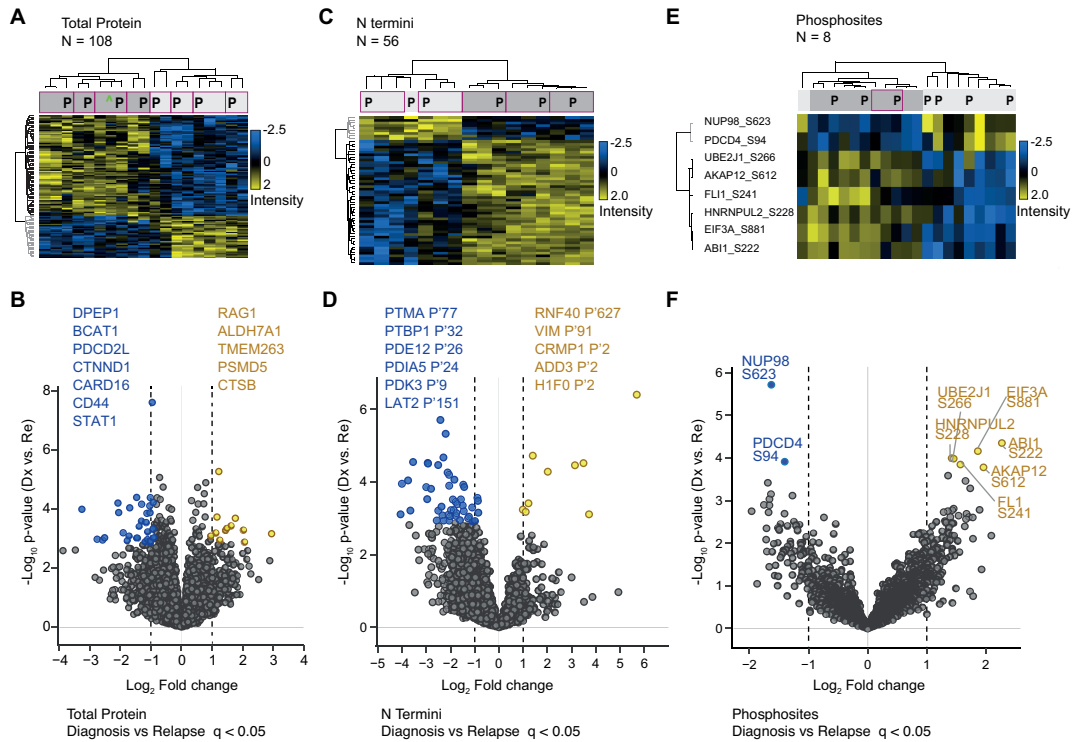 A
Total Protein
N = 108
P P ^ P P P P P P
-2.5
0
2.0
Intensity
C
N termini
N = 56
P P P P P P
-2.5
0
2.0
Intensity
E
Phosphosites
N = 8
P P P P P P P
NUP98_S623
PDCD4_S94
UBE2J1_S266
AKAP12_S612
FLI1_S241
HNRNPUL2_S228
EIF3A_S881
ABI1_S222
-2.5
0
2.0
Intensity
B
DPEP1
BCAT1
PDCD2L
CTNND1
CARD16
CD44
STAT1
RAG1
ALDH7A1
TMEM263
PSMD5
CTSB
-Log10 p-value (Dx vs. Re)
8
6
4
2
0
−4 −3 −2 −1 0 1 2 3 4
Log2 Fold change
Total Protein
Diagnosis vs Relapse q < 0.05
D
PTMA P'77
PTBP1 P'32
PDE12 P'26
PDIA5 P'24
PDK3 P'9
LAT2 P'151
RNF40 P'627
VIM P'91
CRMP1 P'2
ADD3 P'2
H1F0 P'2
-Log10 p-value (Dx vs. Re)
6
4
2
0
−5 −4 −3 −2 −1 0 1 2 3 4 5 6
Log2 Fold change
N Termini
Diagnosis vs Relapse q < 0.05
F
NUP98
S623
PDCD4
S94
UBE2J1
S266
EIF3A
S881
HNRNPUL2
S228
ABI1
S222
AKAP12
S612
FL1
S241
-Log10 p-value (Dx vs. Re)
6
5
4
3
2
1
0
−2 −1 0 1 2
Log2 Fold change
Phosphosites
Diagnosis vs Relapse q < 0.05